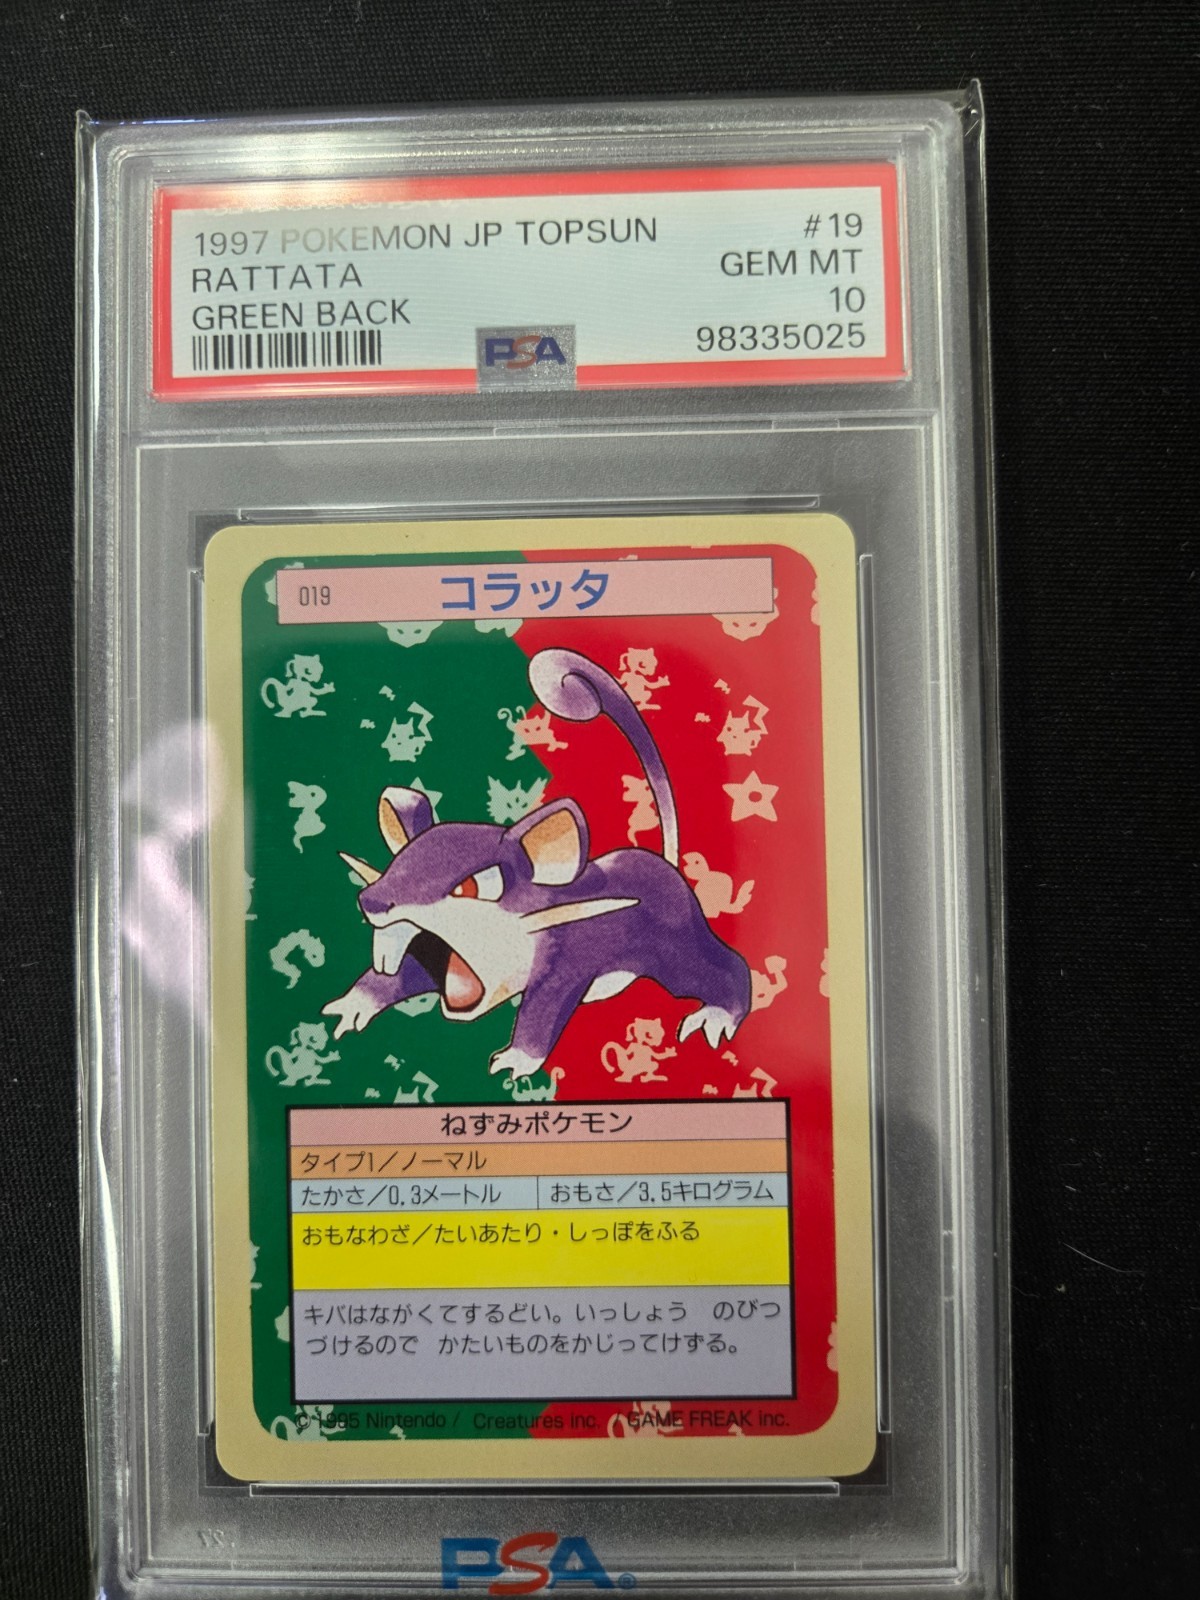 1997 POKEMON JP TOPSUN #19
RATTATA GEM MT
GREEN BACK 10
PSA 98335025
019 コラッタ
ねずみポケモン
タイプ1/ノーマル
たかさ/0.3メートル おもさ/3.5キログラム
おもなわざ/たいあたり・しっぽをふる
キバはながくてするどい。いっしょう のびつ
づけるので かたいものをかじってけずる。
©1995 Nintendo / Creatures inc. / GAME FREAK inc.
PSA®